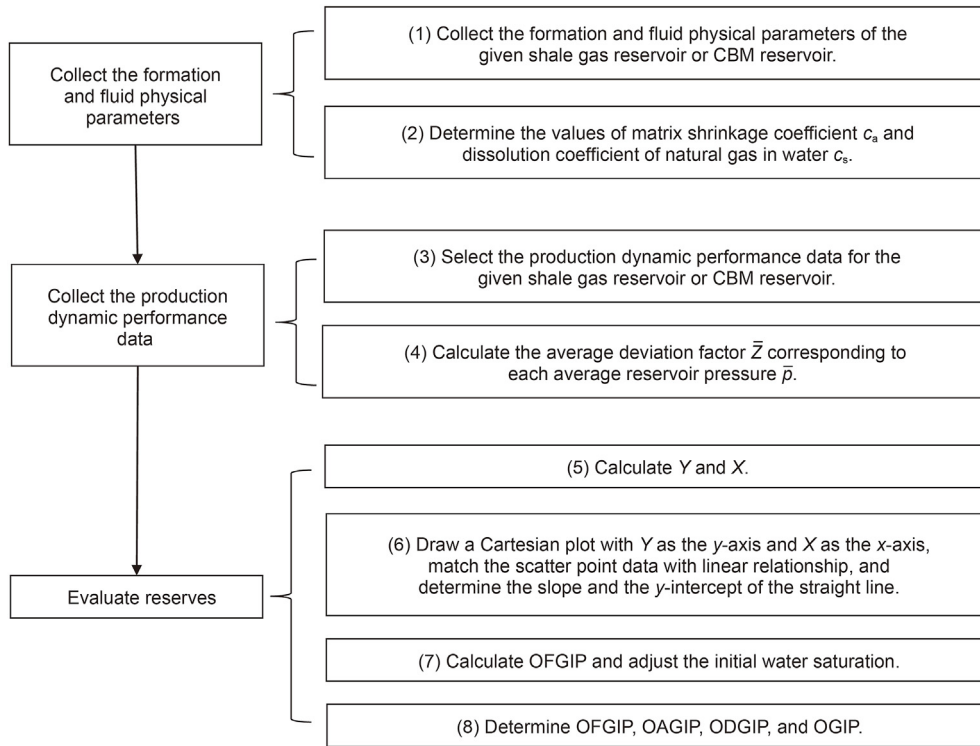 Collect the formation
and fluid physical
parameters
(1) Collect the formation and fluid physical parameters of the
given shale gas reservoir or CBM reservoir.
(2) Determine the values of matrix shrinkage coefficient cₐ and
dissolution coefficient of natural gas in water cₛ.
Collect the production
dynamic performance
data
(3) Select the production dynamic performance data for the
given shale gas reservoir or CBM reservoir.
(4) Calculate the average deviation factor Z̅ corresponding to
each average reservoir pressure p̅.
Evaluate reserves
(5) Calculate Y and X.
(6) Draw a Cartesian plot with Y as the y-axis and X as the x-axis,
match the scatter point data with linear relationship, and
determine the slope and the y-intercept of the straight line.
(7) Calculate OFGIP and adjust the initial water saturation.
(8) Determine OFGIP, OAGIP, ODGIP, and OGIP.